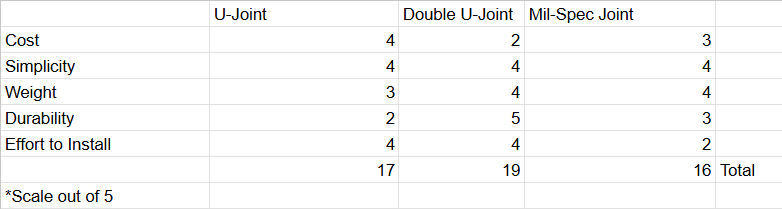 U-Joint Double U-Joint Mil-Spec Joint
Cost 4 2 3
Simplicity 4 4 4
Weight 3 4 4
Durability 2 5 3
Effort to Install 4 4 2
17 19 16 Total
*Scale out of 5